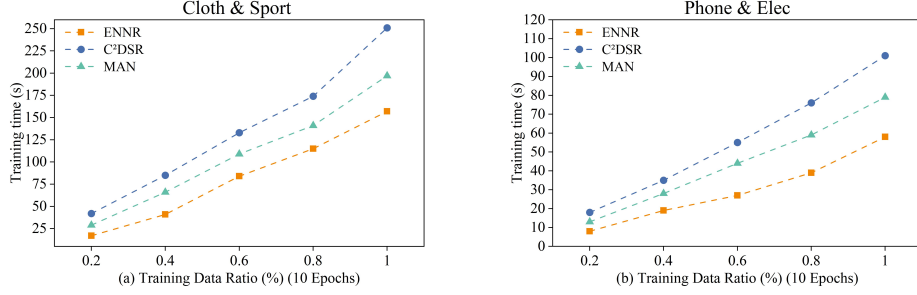 Cloth & Sport
ENNR
C²DSR
MAN
Training time (s)
250
225
200
175
150
125
100
75
50
25
0.2
0.4
0.6
0.8
1
(a) Training Data Ratio (%) (10 Epochs)
Phone & Elec
ENNR
C²DSR
MAN
Training time (s)
120
110
100
90
80
70
60
50
40
30
20
10
0
0.2
0.4
0.6
0.8
1
(b) Training Data Ratio (%) (10 Epochs)